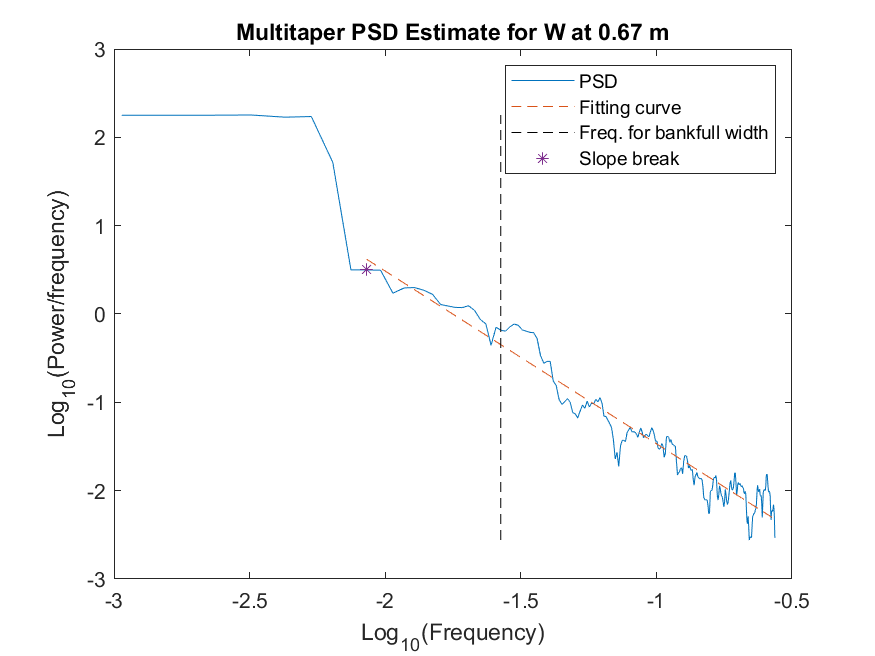 Multitaper PSD Estimate for W at 0.67 m
PSD
Fitting curve
Freq. for bankfull width
Slope break
3
2
1
0
-1
-2
-3
Log10(Power/frequency)
-3
-2.5
-2
-1.5
-1
-0.5
Log10(Frequency)